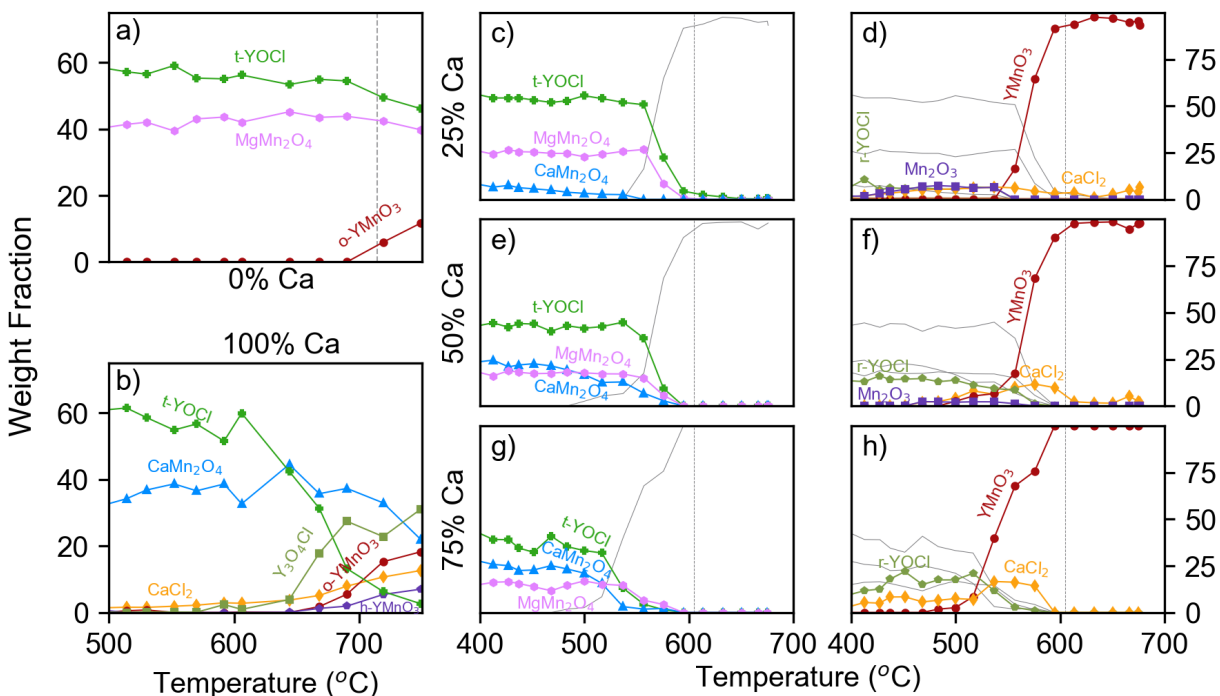 a)
t-YOCl
MgMn₂O₄
o-YMnO₃
0
20
40
60
0% Ca
100% Ca
b)
t-YOCl
CaMn₂O₄
Y₃O₄Cl
o-YMnO₃
CaCl₂
h-YMnO₃
0
20
40
60
500
600
700
Weight Fraction
Temperature (°C)
25% Ca
c)
t-YOCl
MgMn₂O₄
CaMn₂O₄
d)
YMnO₃
r-YOCl
Mn₂O₃
CaCl₂
0
25
50
75
50% Ca
e)
t-YOCl
MgMn₂O₄
CaMn₂O₄
f)
YMnO₃
r-YOCl
CaCl₂
Mn₂O₃
0
25
50
75
75% Ca
g)
t-YOCl
CaMn₂O₄
MgMn₂O₄
h)
YMnO₃
r-YOCl
CaCl₂
0
25
50
75
400
500
600
700
400
500
600
700
Temperature (°C)